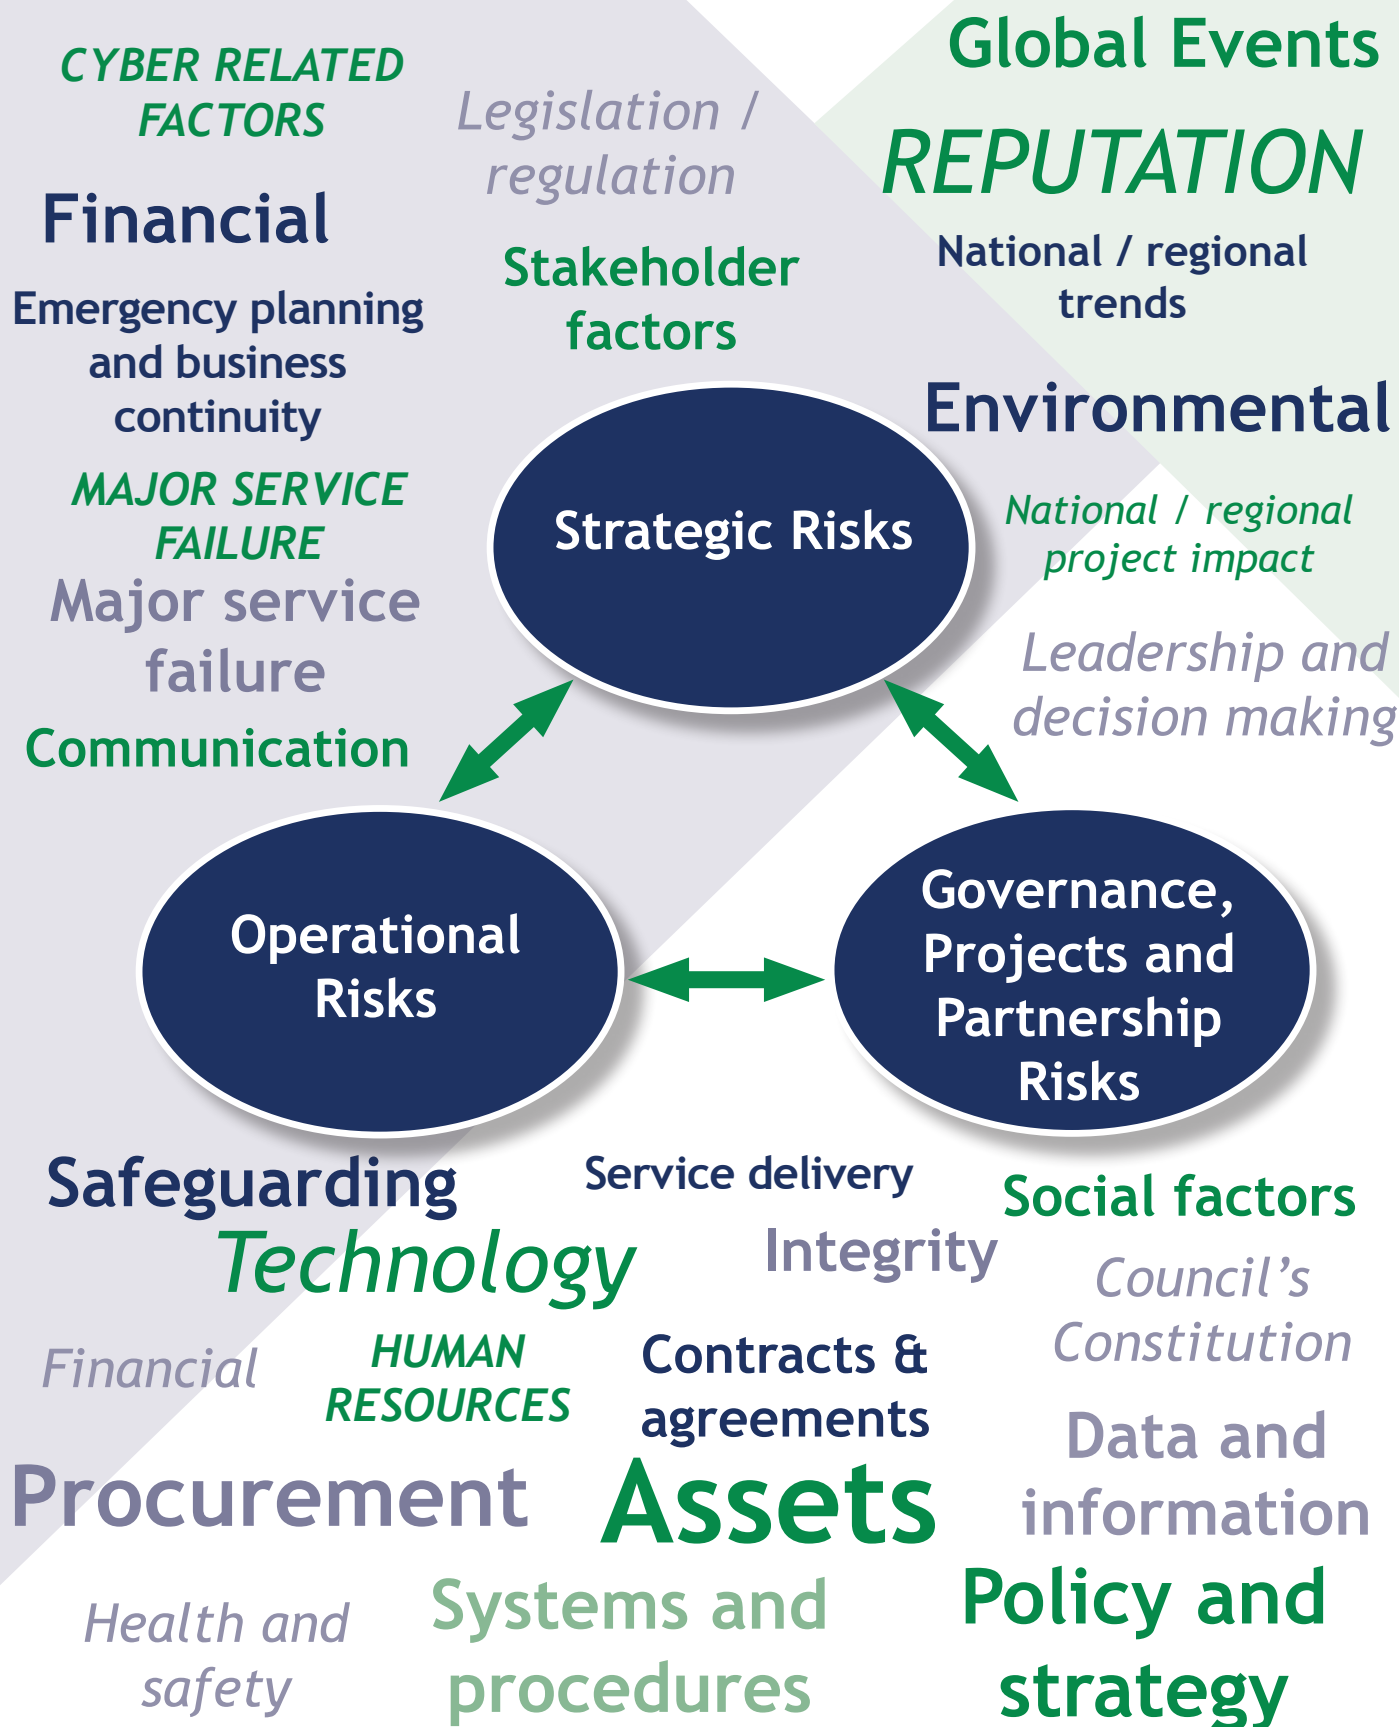 CYBER RELATED
FACTORS
Legislation /
regulation
Global Events
REPUTATION
Financial
Stakeholder
factors
National / regional
trends
Emergency planning
and business
continuity
Environmental
MAJOR SERVICE
FAILURE
Strategic Risks
National / regional
project impact
Major service
failure
Leadership and
decision making
Communication
Operational
Risks
Governance,
Projects and
Partnership
Risks
Safeguarding
Service delivery
Social factors
Technology
Integrity
Council’s
Constitution
Financial
HUMAN
RESOURCES
Contracts &
agreements
Data and
information
Procurement
Assets
Health and
safety
Systems and
procedures
Policy and
strategy